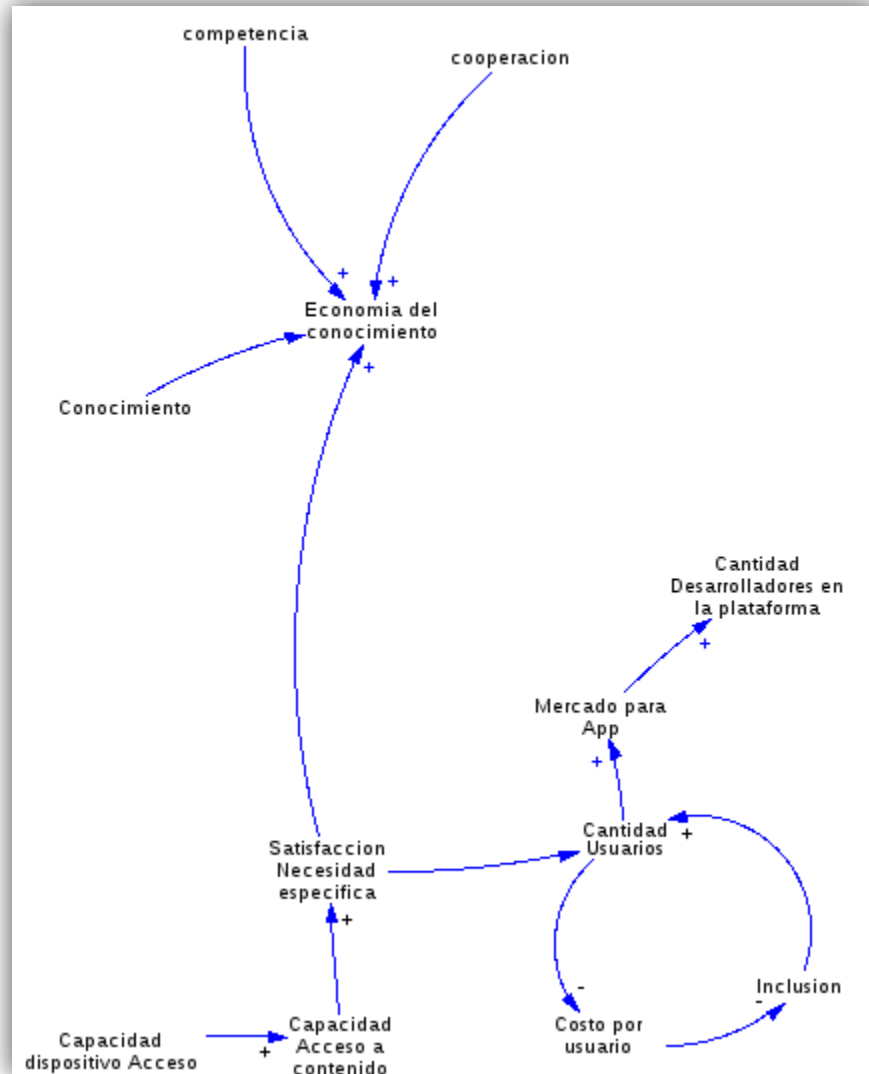 competencia
cooperacion
+
+
Economia del
conocimiento
+
Conocimiento
Cantidad
Desarrolladores en
la plataforma
+
Mercado para
App
+
Cantidad
Usuarios
+
Satisfaccion
Necesidad
especifica
+
-
Inclusion
-
Costo por
usuario
Capacidad
Acceso a
contenido
+
Capacidad
dispositivo Acceso